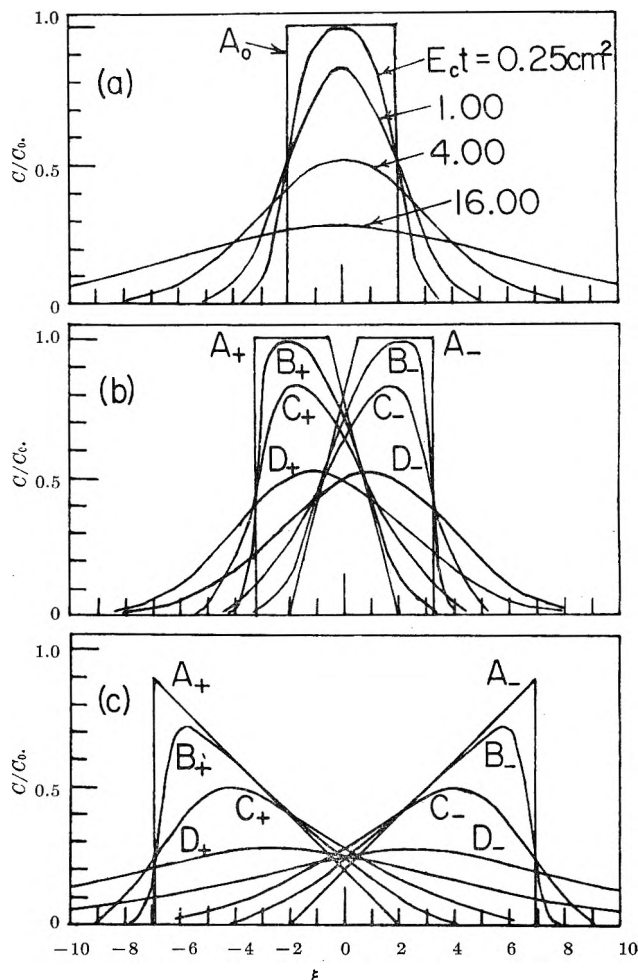 1.0
A₀
E_ct = 0.25cm²
(a)
1.00
4.00
C/C₀.
0.5
16.00
0
A₊
A₋
1.0
B₊
B₋
(b)
C₊
C₋
D₊
D₋
C/C₀.
0.5
0
1.0
A₊
A₋
(c)
B₊
B₋
C/C₀.
0.5
C₊
C₋
D₊
D₋
0
−10 −8 −6 −4 −2 0 2 4 6 8 10
ξ